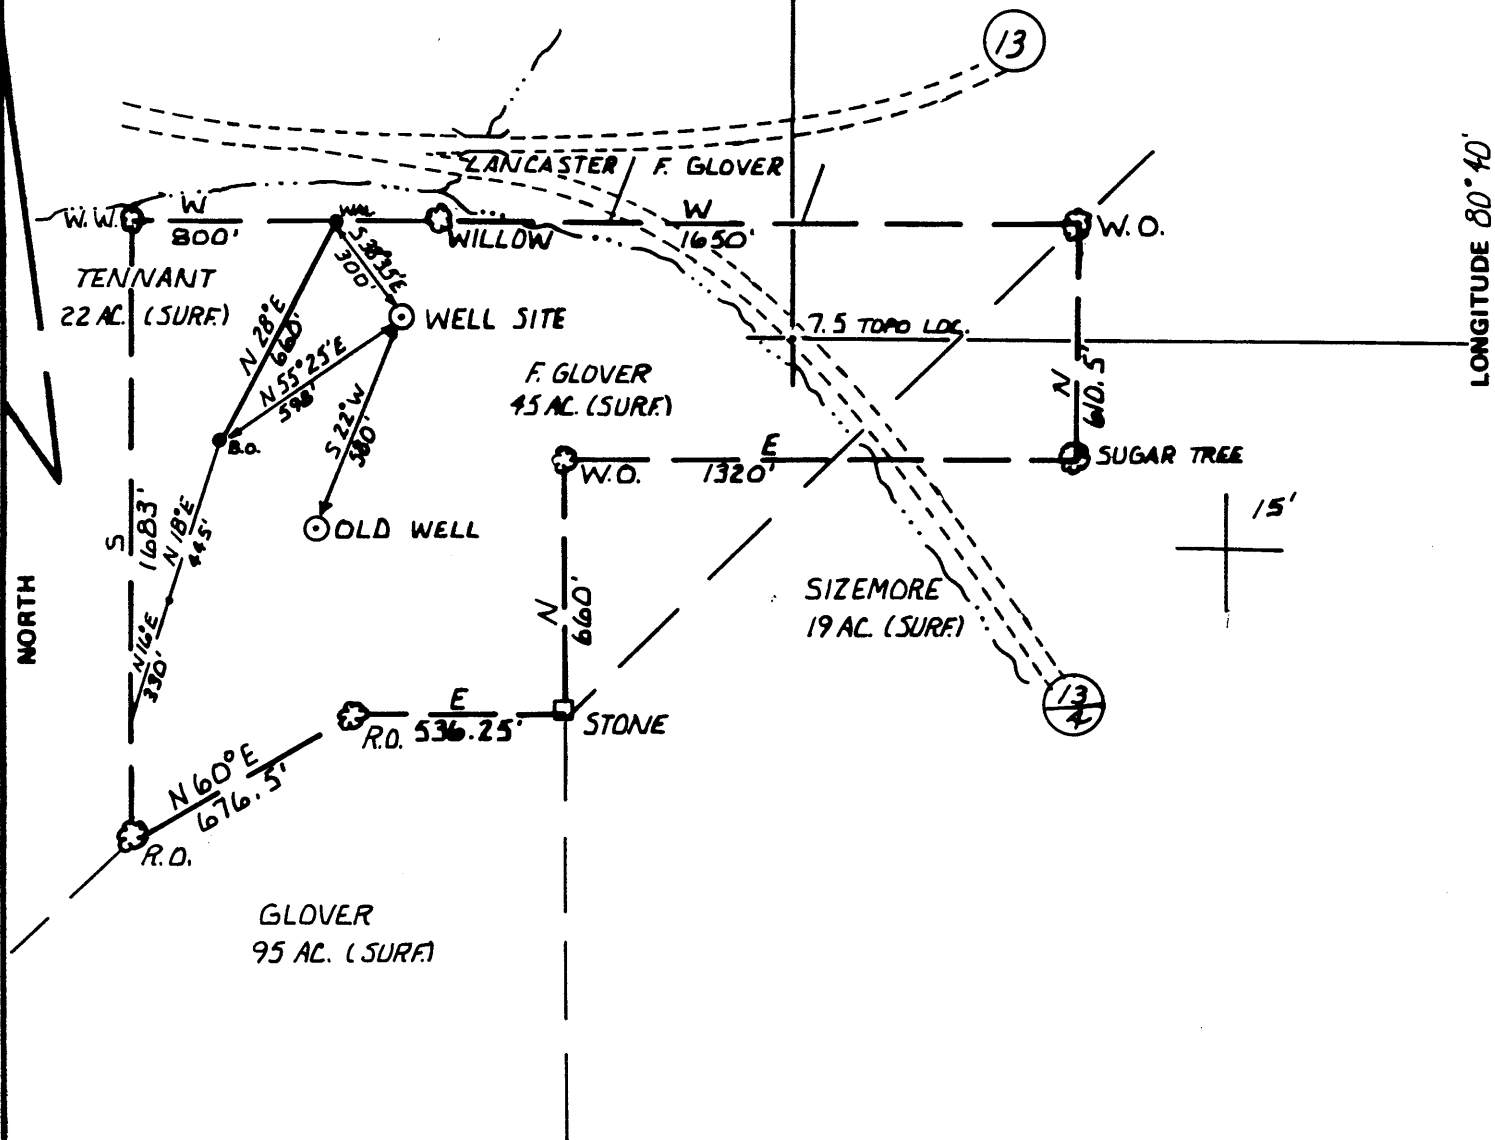 13
LANCASTER
F. GLOVER
LONGITUDE 80°40'
W.W.
W
800'
WAL
WILLOW
W
1650'
W.O.
S 38°35'E
300'
TENNANT
22 AC. (SURF.)
WELL SITE
7.5 TOPO LOC.
N 28°E
660'
N 55°25'E
598'
F. GLOVER
45 AC. (SURF.)
N
610.5'
S 22°W
580'
B.O.
W.O.
E
1320'
SUGAR TREE
15'
S
1683'
N 18°E
445'
OLD WELL
NORTH
N
660'
SIZEMORE
19 AC. (SURF.)
N 16°E
330'
13
4
E
536.25'
R.O.
STONE
N 60°E
676.5'
R.O.
GLOVER
95 AC. (SURF.)